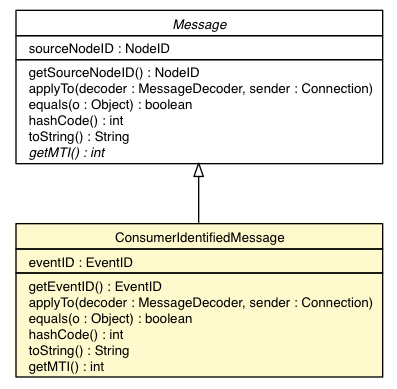 Message
sourceNodeID : NodeID
getSourceNodeID() : NodeID
applyTo(decoder : MessageDecoder, sender : Connection)
equals(o : Object) : boolean
hashCode() : int
toString() : String
getMTI() : int
ConsumerIdentifiedMessage
eventID : EventID
getEventID() : EventID
applyTo(decoder : MessageDecoder, sender : Connection)
equals(o : Object) : boolean
hashCode() : int
toString() : String
getMTI() : int